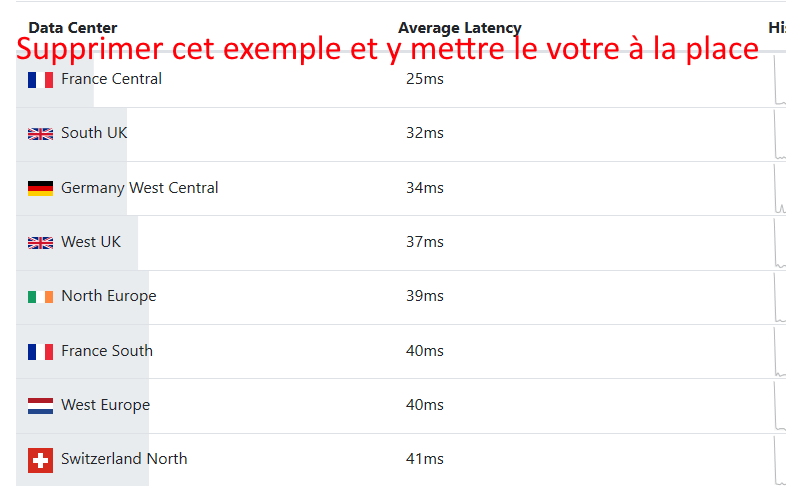 Data Center Average Latency His
Supprimer cet exemple et y mettre le votre à la place
France Central 25ms
South UK 32ms
Germany West Central 34ms
West UK 37ms
North Europe 39ms
France South 40ms
West Europe 40ms
Switzerland North 41ms